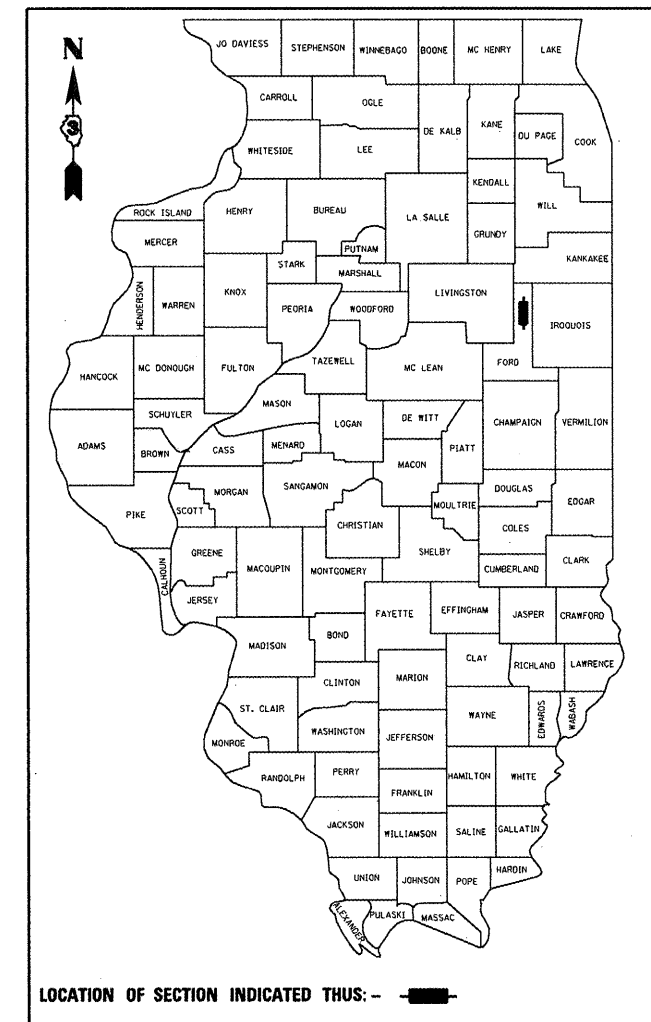 N
3
JO DAVIESS STEPHENSON WINNEBAGO BOONE MC HENRY LAKE
CARROLL OGLE DE KALB KANE DU PAGE COOK
WHITESIDE LEE
KENDALL WILL
ROCK ISLAND HENRY BUREAU LA SALLE GRUNDY
MERCER PUTNAM KANKAKEE
STARK MARSHALL
HENDERSON WARREN KNOX PEORIA WOODFORD LIVINGSTON IROQUOIS
HANCOCK MC DONOUGH FULTON TAZEWELL MC LEAN FORD
SCHUYLER MASON LOGAN DE WITT CHAMPAIGN VERMILION
ADAMS BROWN CASS MENARD PIATT
MACON
PIKE SCOTT MORGAN SANGAMON MOULTRIE DOUGLAS EDGAR
CHRISTIAN COLES
CALHOUN GREENE MACOUPIN MONTGOMERY SHELBY CUMBERLAND CLARK
JERSEY
FAYETTE EFFINGHAM JASPER CRAWFORD
MADISON BOND
CLAY RICHLAND LAWRENCE
CLINTON MARION
ST. CLAIR WAYNE EDWARDS WABASH
WASHINGTON JEFFERSON
MONROE
RANDOLPH PERRY HAMILTON WHITE
FRANKLIN
JACKSON WILLIAMSON SALINE GALLATIN
UNION JOHNSON POPE HARDIN
ALEXANDER PULASKI MASSAC
LOCATION OF SECTION INDICATED THUS: -